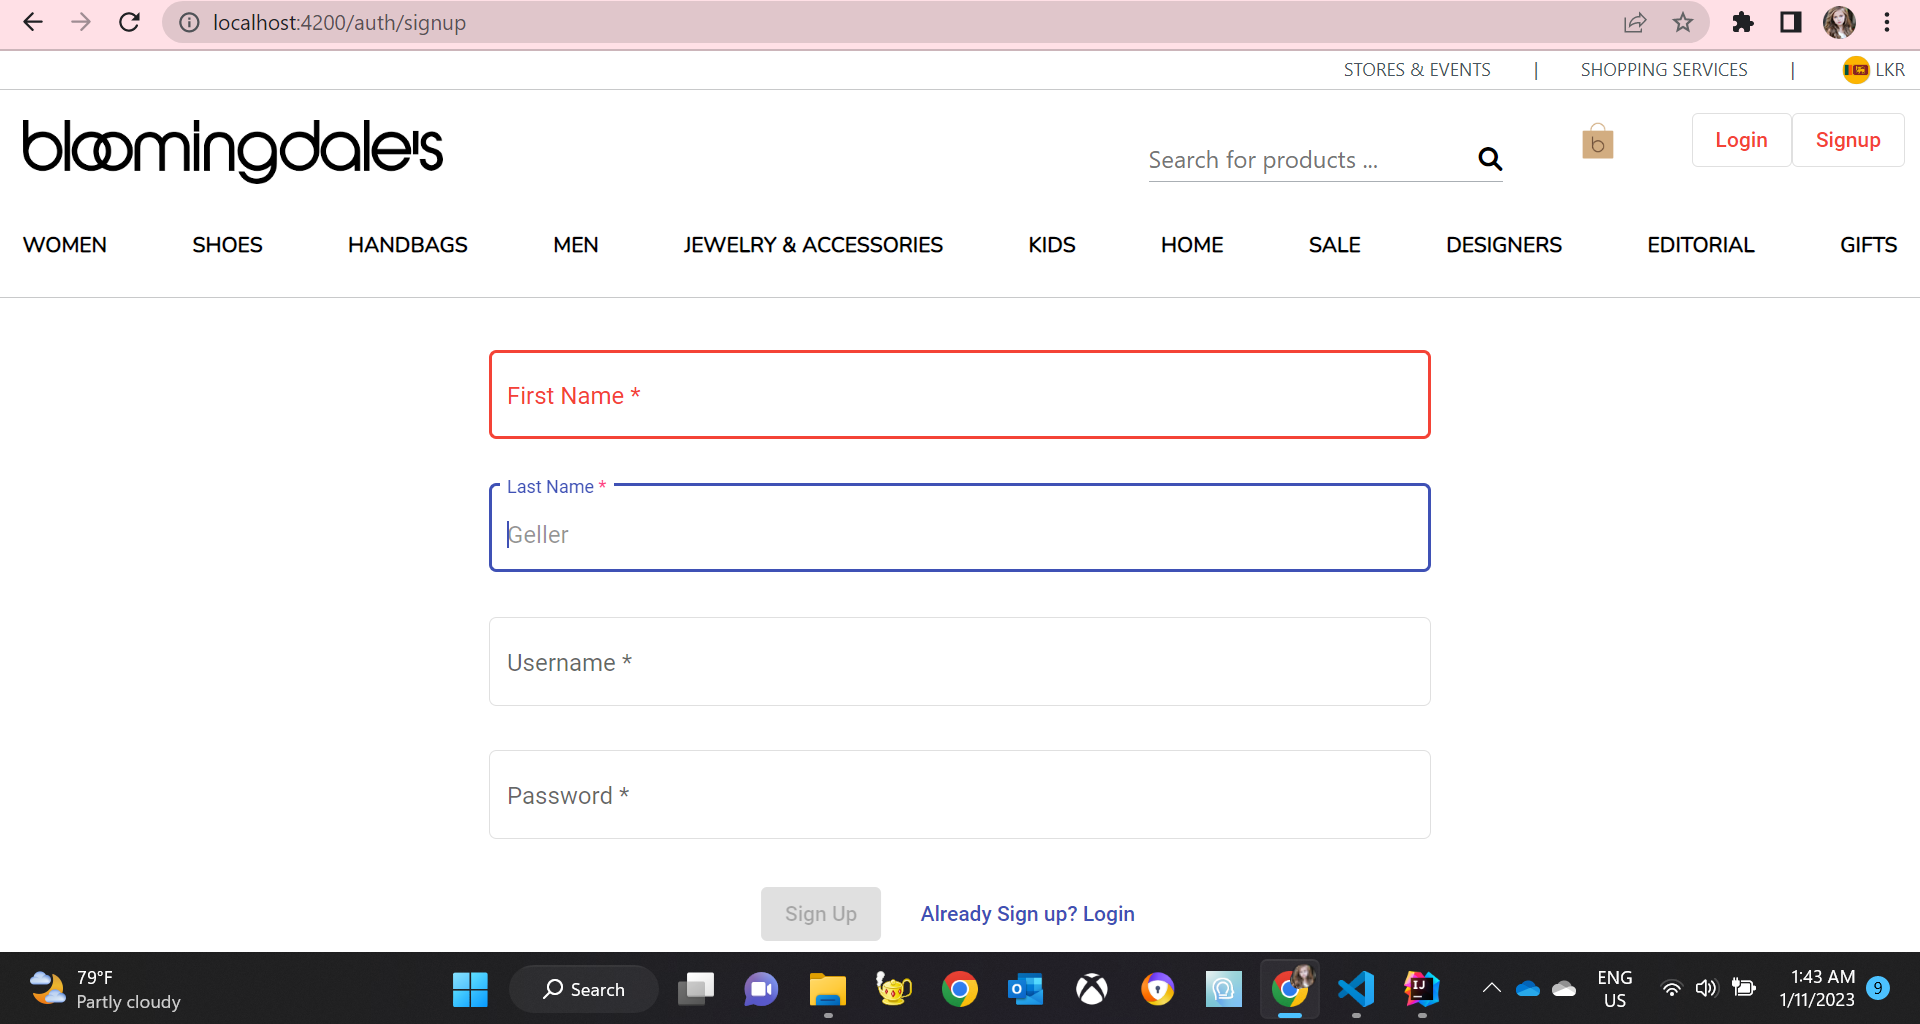 localhost:4200/auth/signup
STORES & EVENTS | SHOPPING SERVICES | LKR
bloomingdale's
Search for products ...
b
Login Signup
WOMEN SHOES HANDBAGS MEN JEWELRY & ACCESSORIES KIDS HOME SALE DESIGNERS EDITORIAL GIFTS
First Name *
Last Name *
Geller
Username *
Password *
Sign Up Already Sign up? Login
79°F
Partly cloudy
Search
IJ
ENG
US
1:43 AM
1/11/2023
9